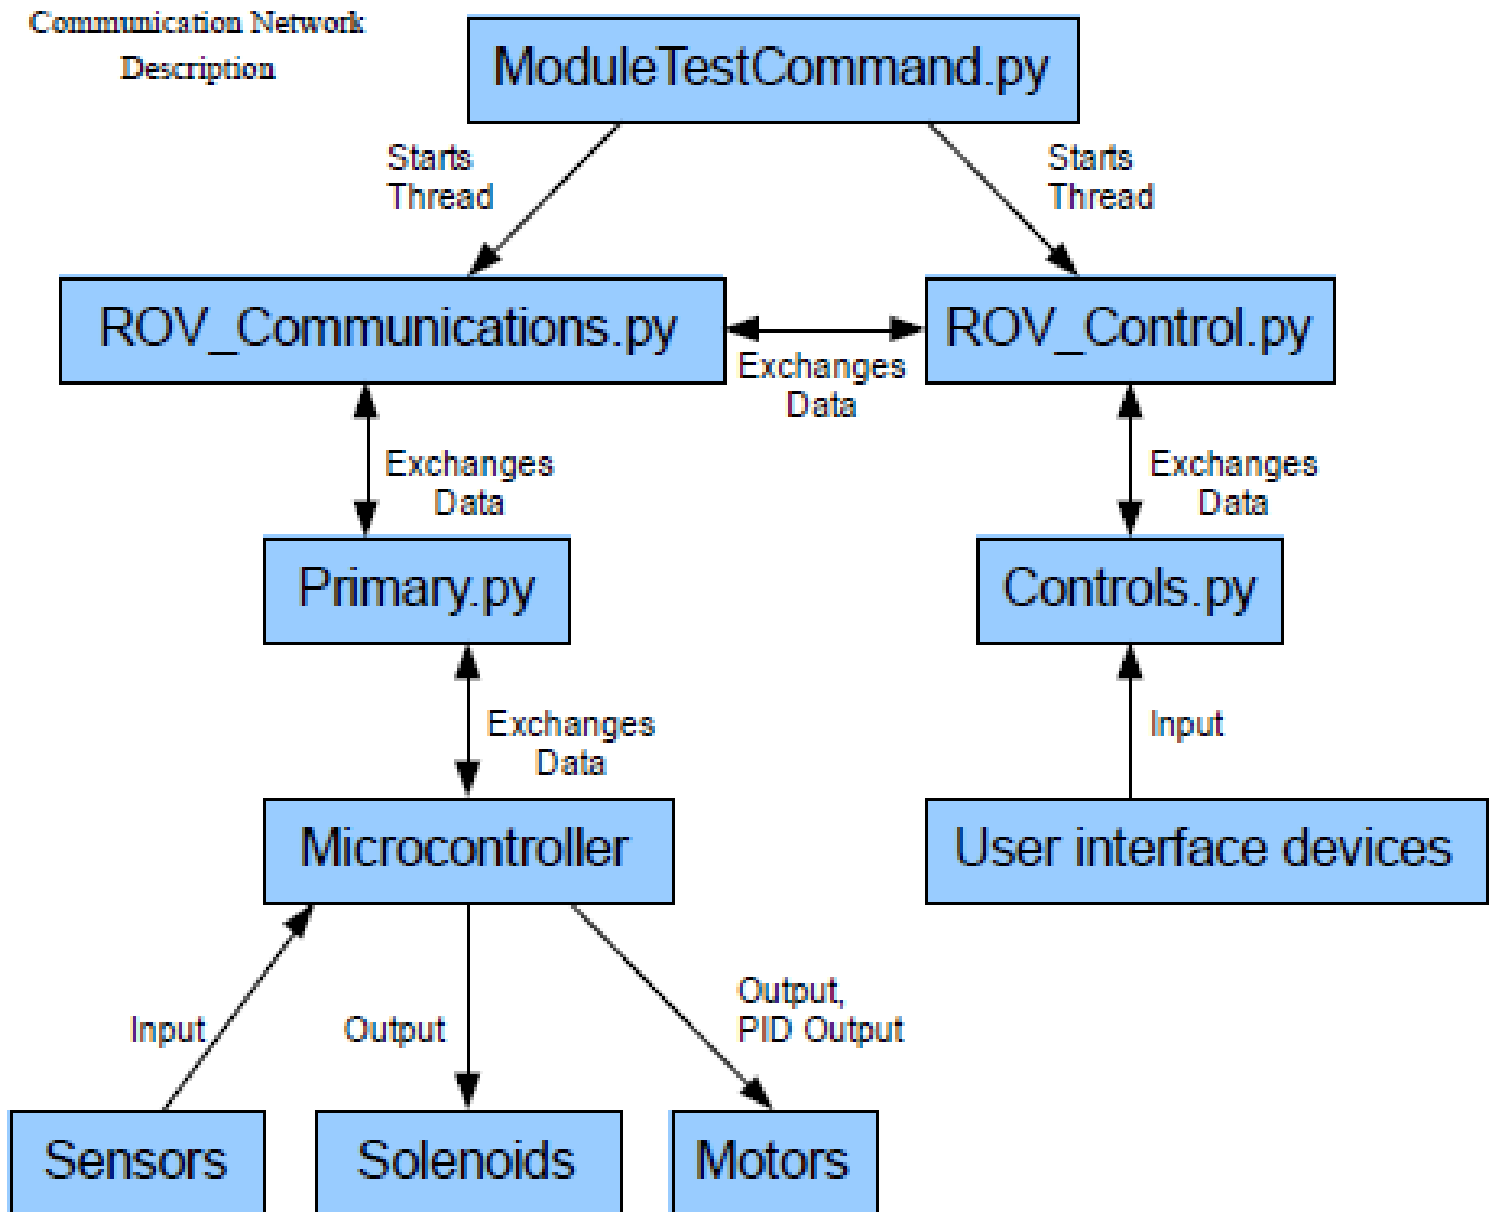 Communication Network
Description
ModuleTestCommand.py
Starts
Thread
Starts
Thread
ROV_Communications.py
Exchanges
Data
ROV_Control.py
Exchanges
Data
Exchanges
Data
Primary.py
Controls.py
Exchanges
Data
Input
Microcontroller
User interface devices
Input
Output
Output,
PID Output
Sensors
Solenoids
Motors